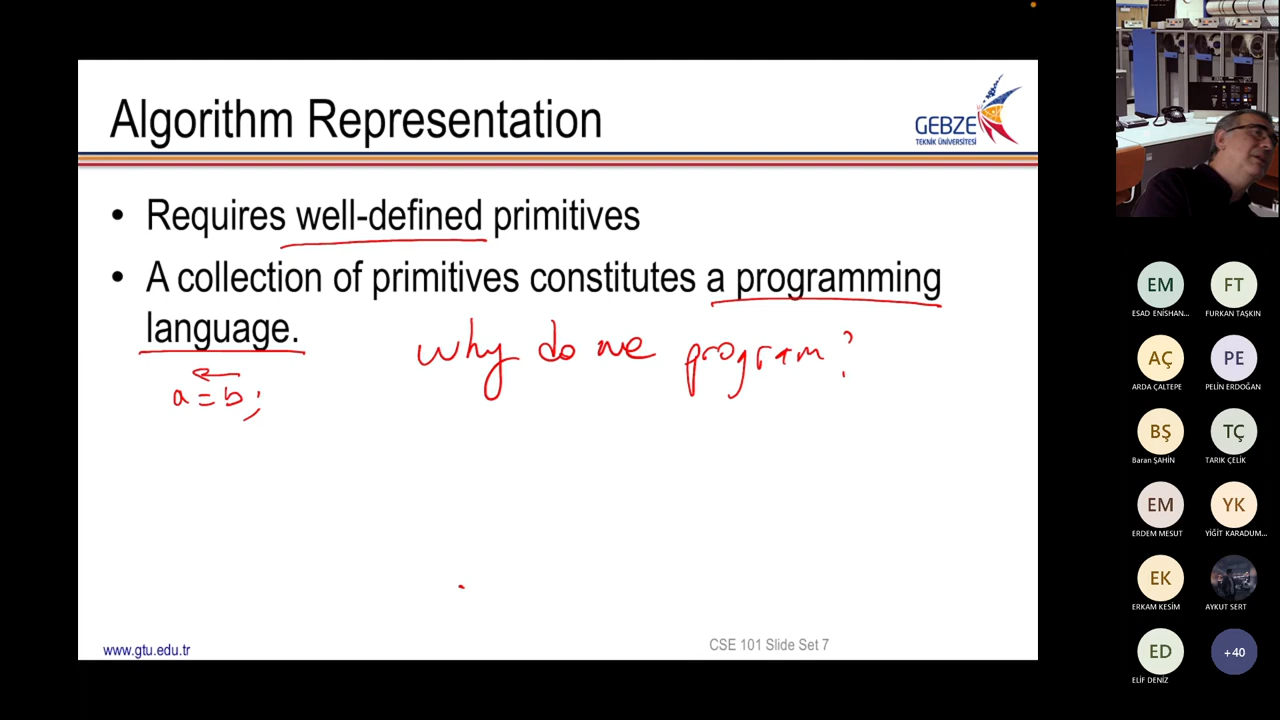 Algorithm Representation
GEBZE
TEKNİK ÜNİVERSİTESİ
• Requires well-defined primitives
• A collection of primitives constitutes a programming
language.
why do we program?
a = b;
www.gtu.edu.tr
CSE 101 Slide Set 7
EM
FT
ESAD ENİSHAN...
FURKAN TAŞKIN
AÇ
PE
ARDA ÇALTEPE
PELİN ERDOĞAN
BŞ
TÇ
Baran ŞAHİN
TARIK ÇELİK
EM
YK
ERDEM MESUT
YİĞİT KARADUM...
EK
ERKAM KESİM
AYKUT SERT
ED
+40
ELİF DENİZ